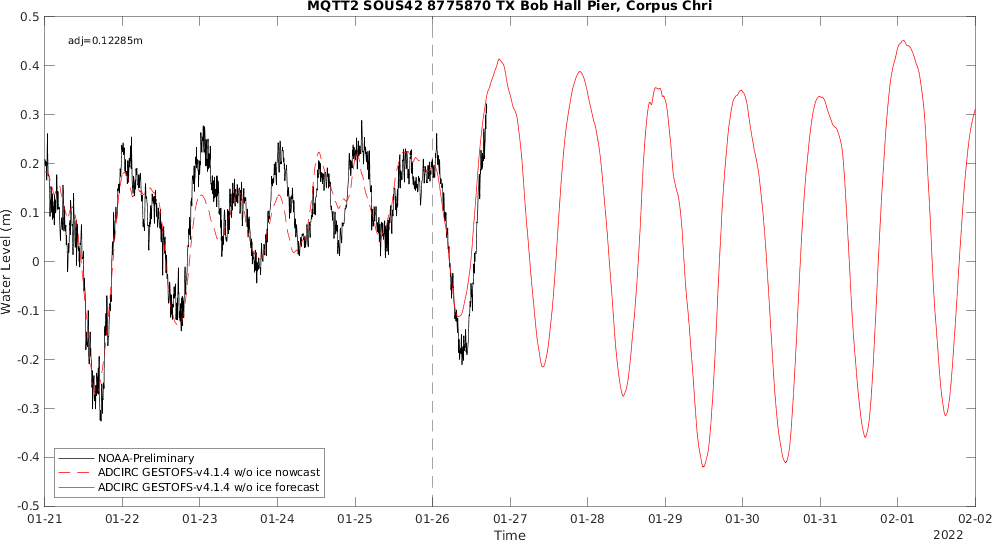 MQTT2 SOUS42 8775870 TX Bob Hall Pier, Corpus Chri
adj=0.12285m
0.5
0.4
0.3
0.2
0.1
0
-0.1
-0.2
-0.3
-0.4
-0.5
Water Level (m)
NOAA-Preliminary
ADCIRC GESTOFS-v4.1.4 w/o ice nowcast
ADCIRC GESTOFS-v4.1.4 w/o ice forecast
01-21 01-22 01-23 01-24 01-25 01-26 01-27 01-28 01-29 01-30 01-31 02-01 02-02
Time
2022